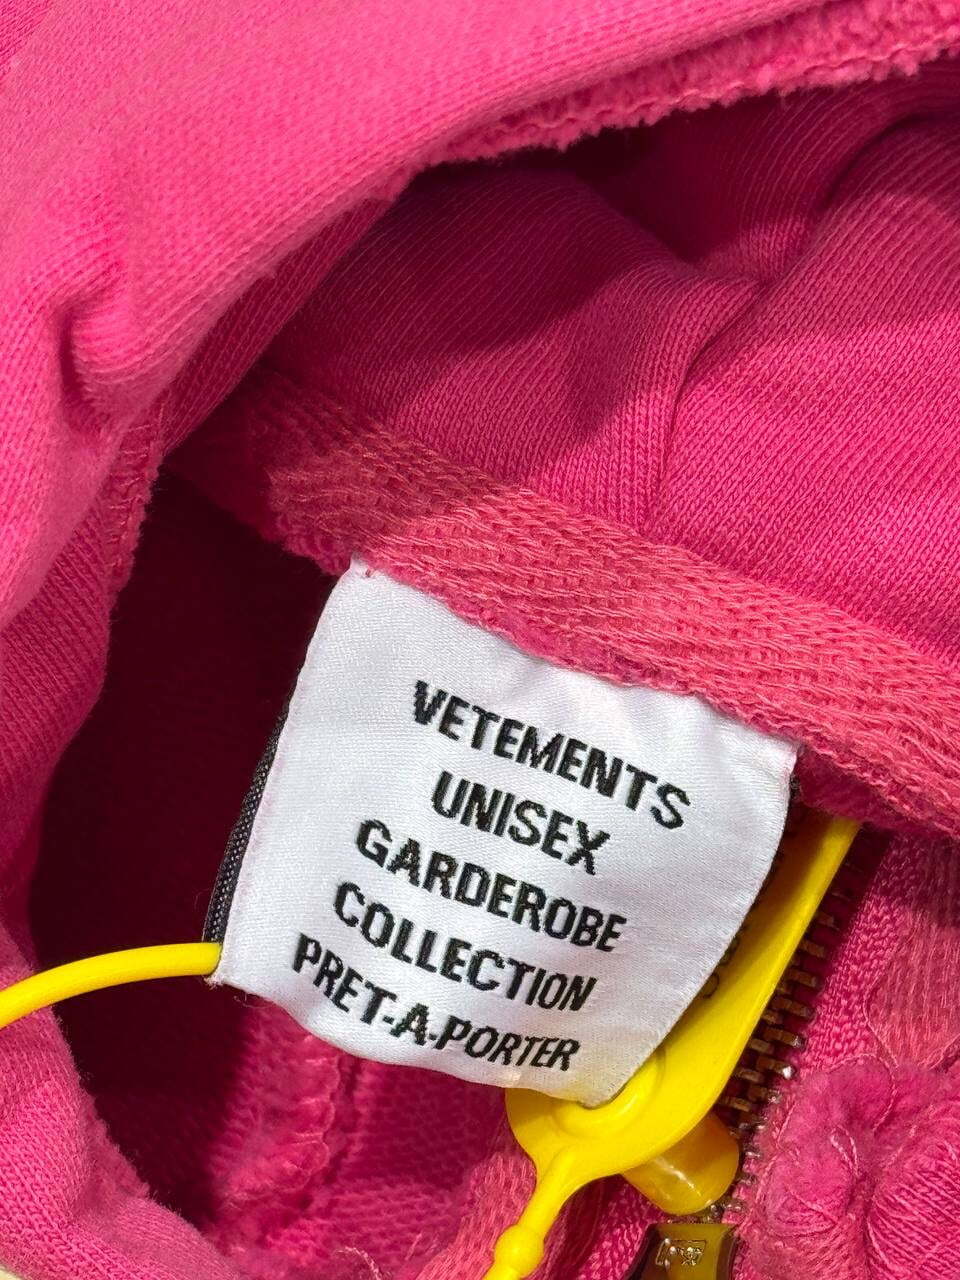 VETEMENTS
UNISEX
GARDEROBE
COLLECTION
PRET-A-PORTER